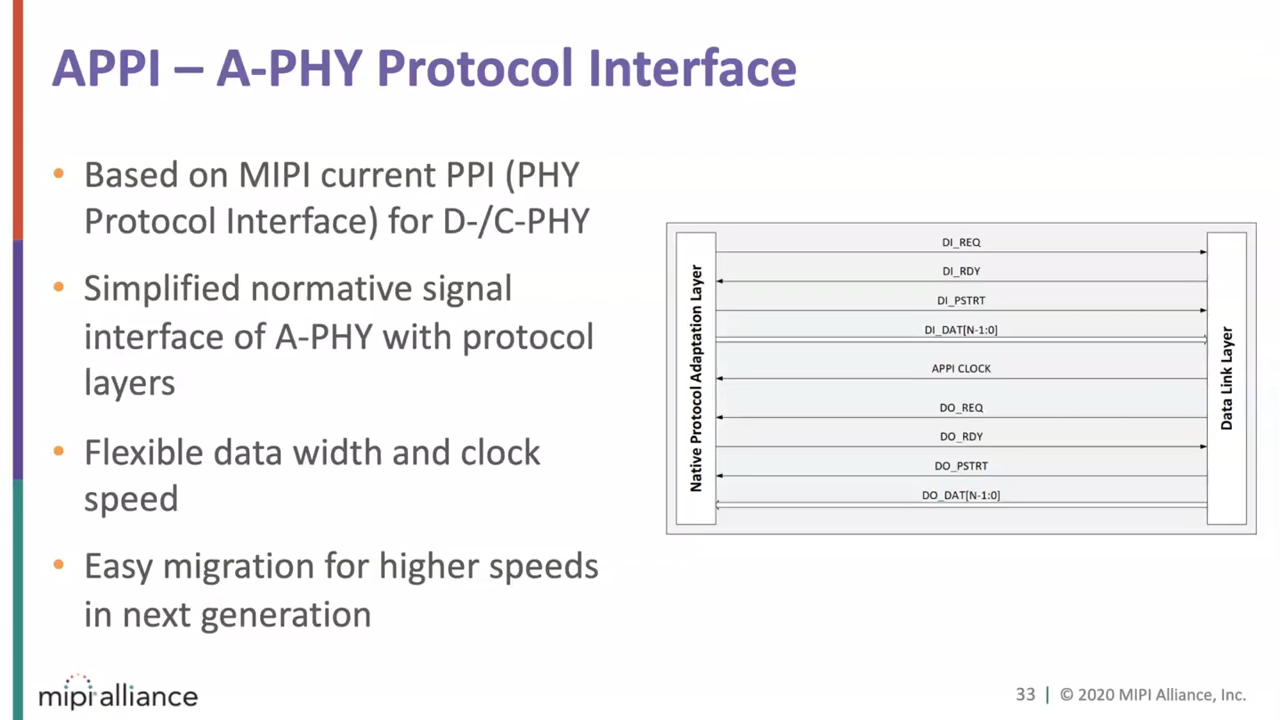 APPI – A-PHY Protocol Interface
• Based on MIPI current PPI (PHY
Protocol Interface) for D-/C-PHY
• Simplified normative signal
interface of A-PHY with protocol
layers
• Flexible data width and clock
speed
• Easy migration for higher speeds
in next generation
Native Protocol Adaptation Layer
DI_REQ
DI_RDY
DI_PSTRT
DI_DAT[N-1:0]
APPI CLOCK
DO_REQ
DO_RDY
DO_PSTRT
DO_DAT[N-1:0]
Data Link Layer
mipi alliance
33 | © 2020 MIPI Alliance, Inc.